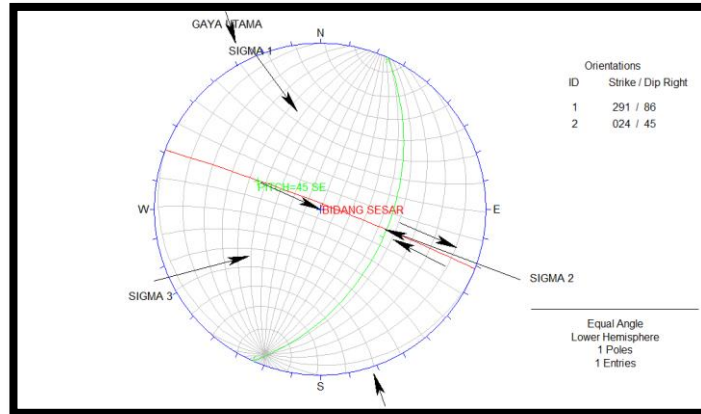 GAYA UTAMA
SIGMA 1
N
Orientations
ID Strike / Dip Right
1 291 / 86
2 024 / 45
PITCH=45 SE
W
BIDANG SESAR
E
SIGMA 3
SIGMA 2
S
Equal Angle
Lower Hemisphere
1 Poles
1 Entries